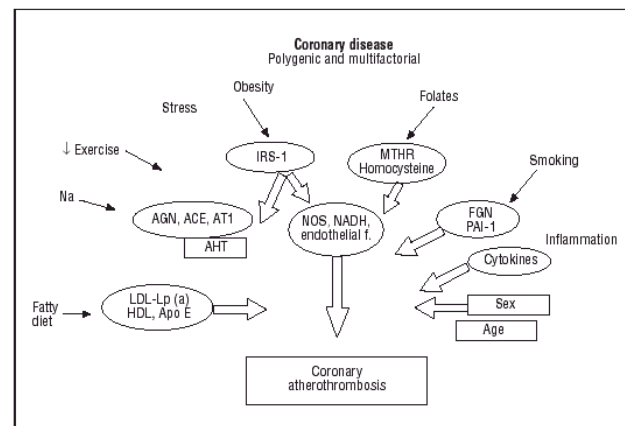 Coronary disease
Polygenic and multifactorial
Obesity
Folates
Stress
↓ Exercise
IRS-1
MTHR
Homocysteine
Smoking
Na
AGN, ACE, AT1
AHT
NOS, NADH,
endothelial f.
FGN
PAI-1
Inflammation
Cytokines
Fatty
diet
LDL-Lp (a)
HDL, Apo E
Sex
Age
Coronary
atherothrombosis